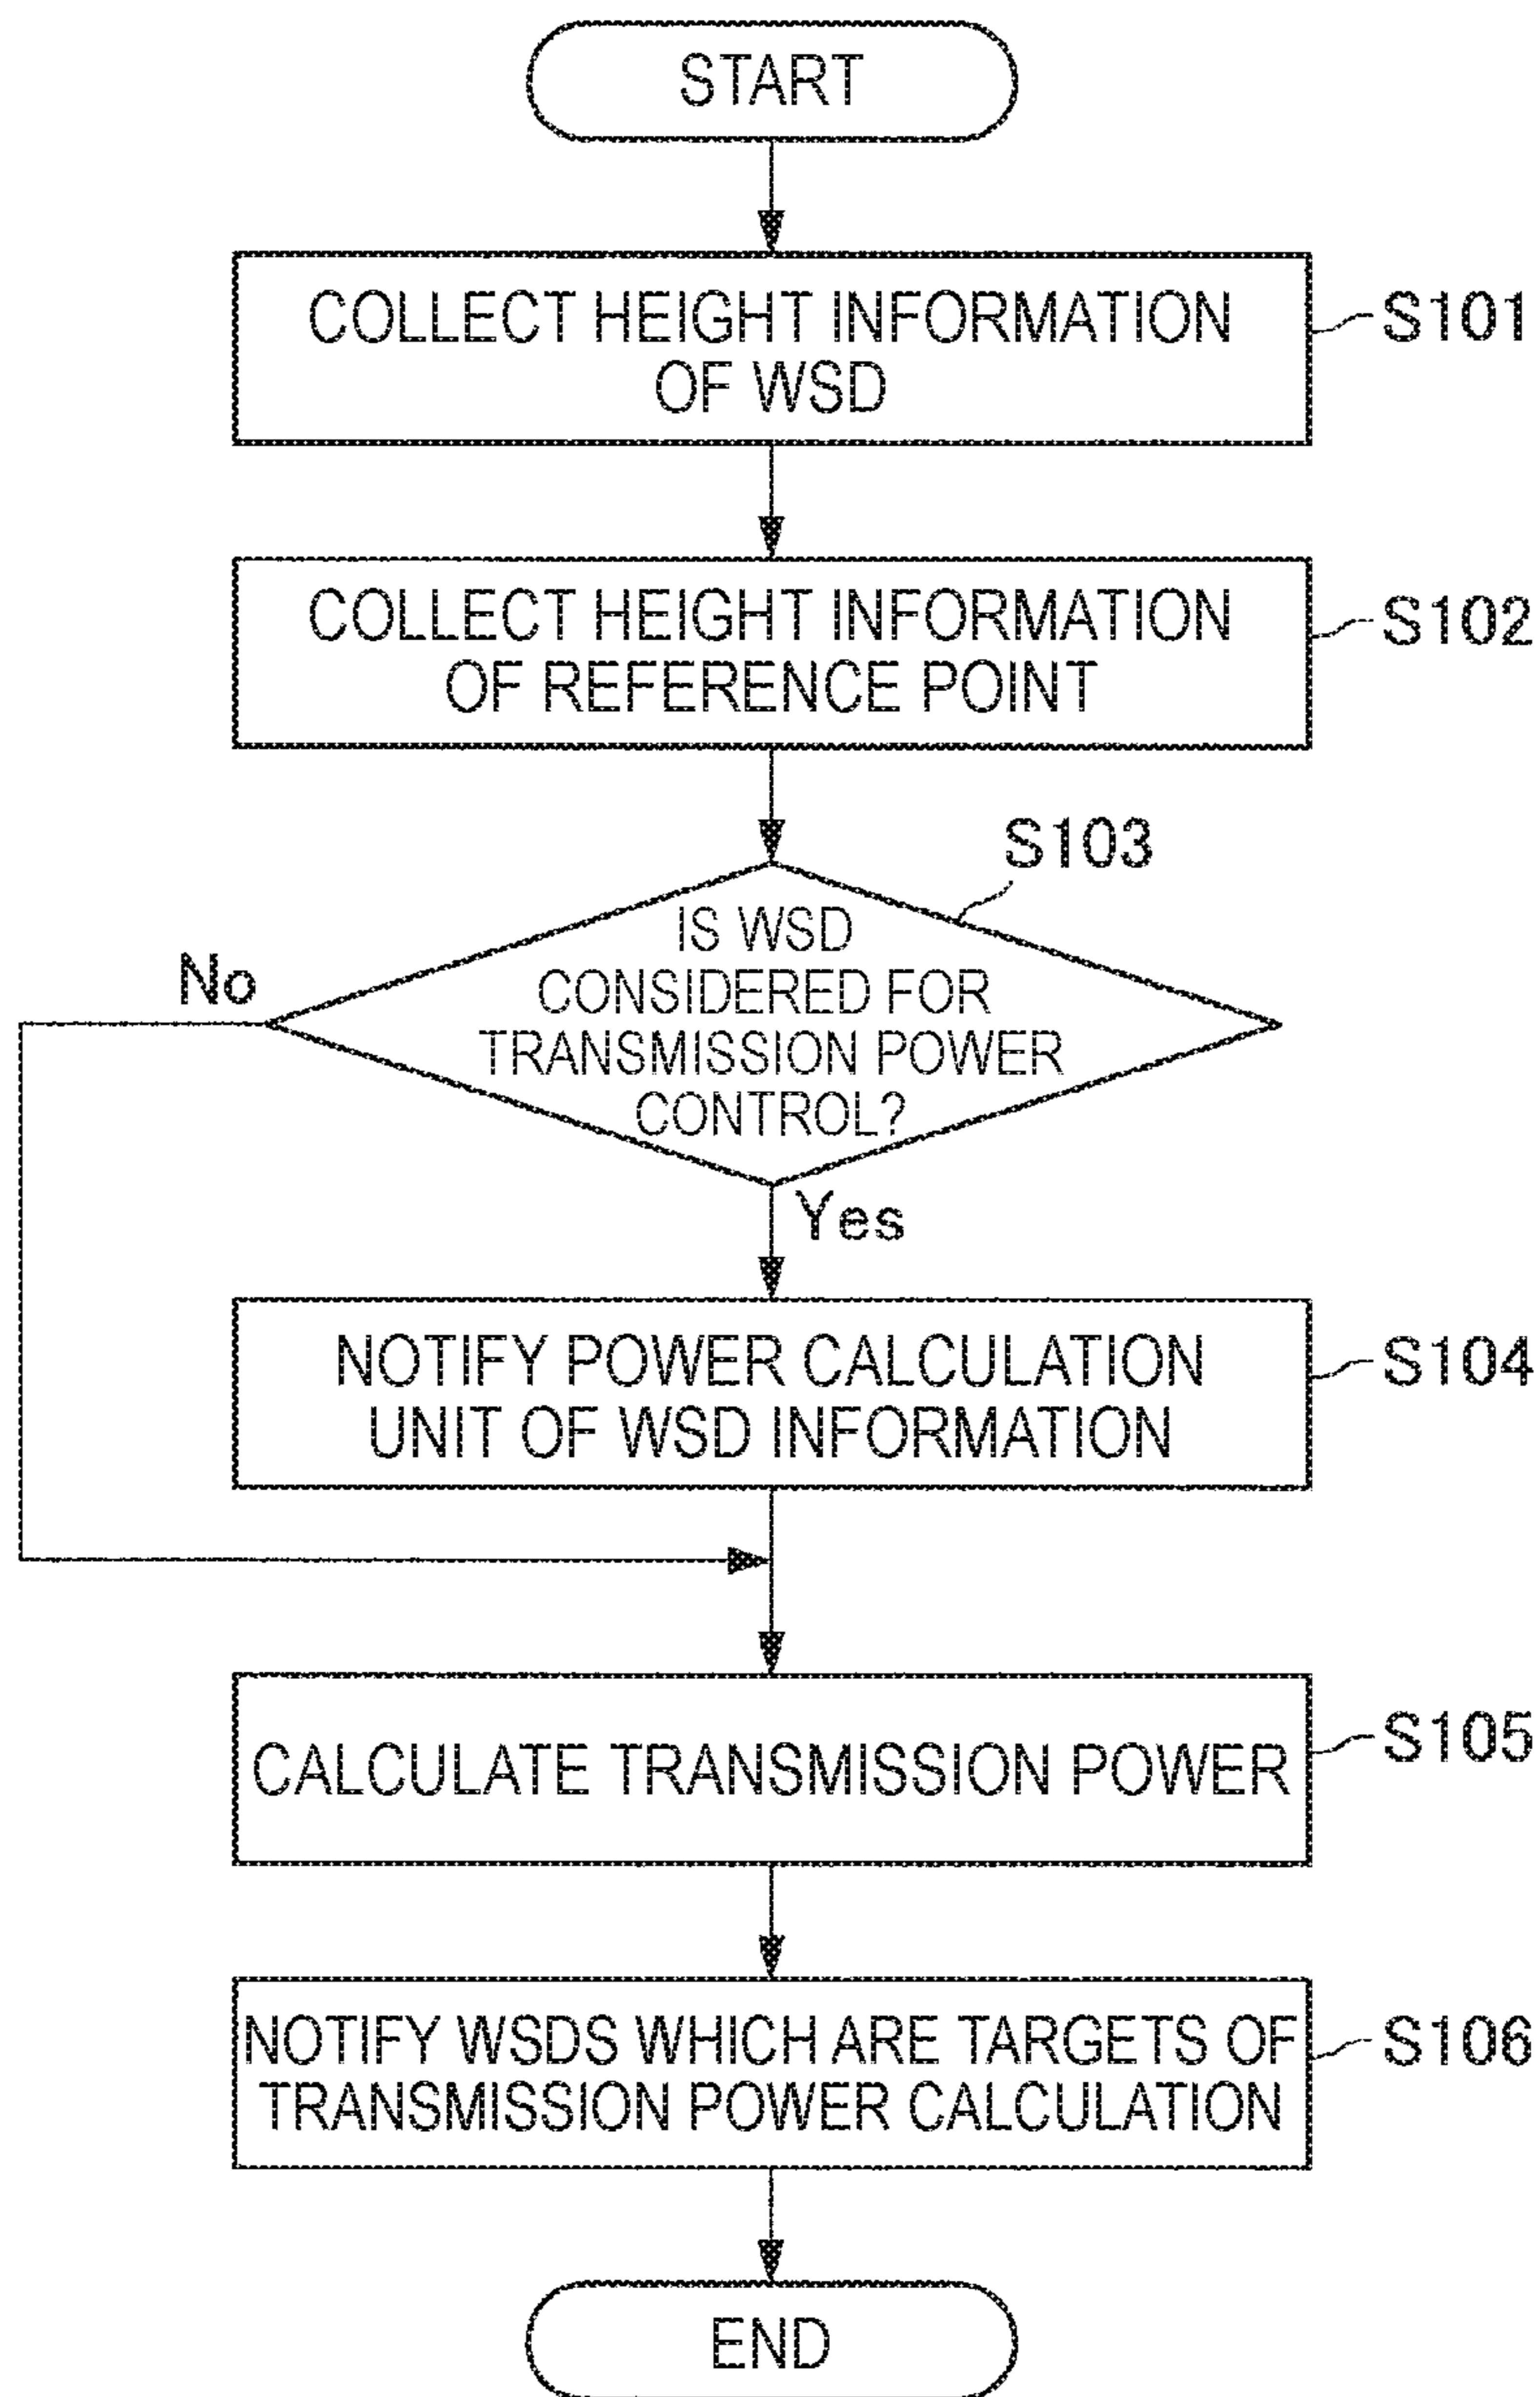 START
COLLECT HEIGHT INFORMATION
OF WSD
S101
COLLECT HEIGHT INFORMATION
OF REFERENCE POINT
S102
S103
IS WSD
CONSIDERED FOR
TRANSMISSION POWER
CONTROL?
No
Yes
NOTIFY POWER CALCULATION
UNIT OF WSD INFORMATION
S104
CALCULATE TRANSMISSION POWER
S105
NOTIFY WSDS WHICH ARE TARGETS OF
TRANSMISSION POWER CALCULATION
S106
END